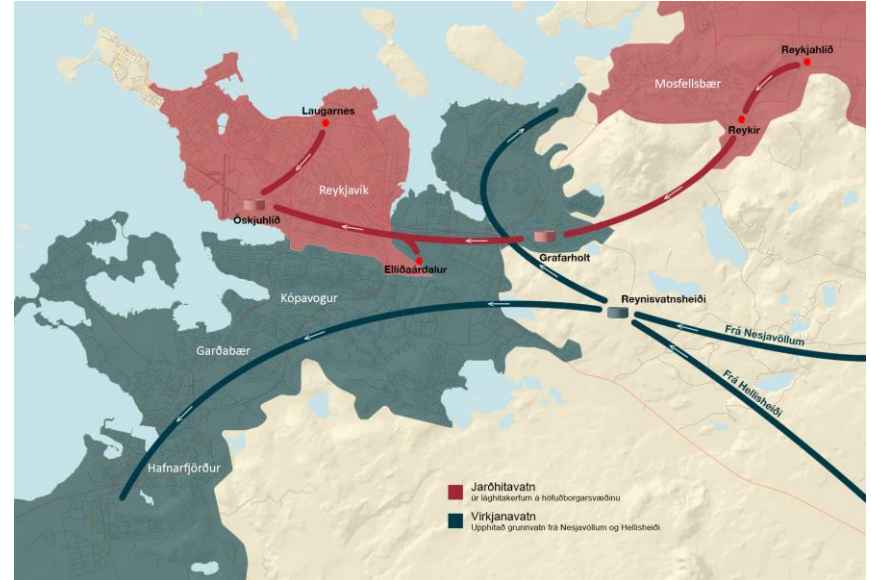 Reykjahlíð
Mosfellsbær
Laugarnes
Reykir
Reykjavík
Öskjuhlíð
Grafarholt
Elliðaárdalur
Kópavogur
Reynisvatnsheiði
Frá Nesjavöllum
Garðabær
Frá Hellisheiði
Hafnarfjörður
Jarðhitavatn
úr lághitakerfum á höfuðborgarsvæðinu
Virkjanavatn
Upphitað grunnvatn frá Nesjavöllum og Hellisheiði